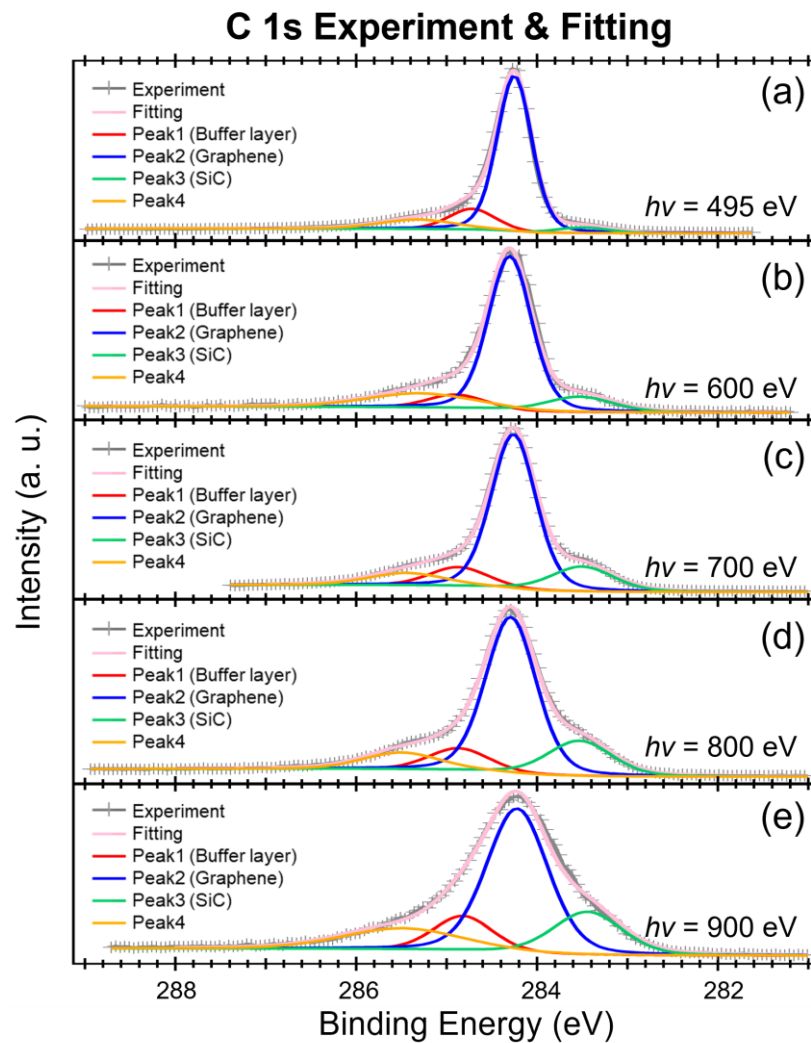 C 1s Experiment & Fitting
Experiment
Fitting
Peak1 (Buffer layer)
Peak2 (Graphene)
Peak3 (SiC)
Peak4
(a)
hν = 495 eV
Experiment
Fitting
Peak1 (Buffer layer)
Peak2 (Graphene)
Peak3 (SiC)
Peak4
(b)
hν = 600 eV
Experiment
Fitting
Peak1 (Buffer layer)
Peak2 (Graphene)
Peak3 (SiC)
Peak4
(c)
hν = 700 eV
Experiment
Fitting
Peak1 (Buffer layer)
Peak2 (Graphene)
Peak3 (SiC)
Peak4
(d)
hν = 800 eV
Experiment
Fitting
Peak1 (Buffer layer)
Peak2 (Graphene)
Peak3 (SiC)
Peak4
(e)
hν = 900 eV
Intensity (a. u.)
288 286 284 282
Binding Energy (eV)